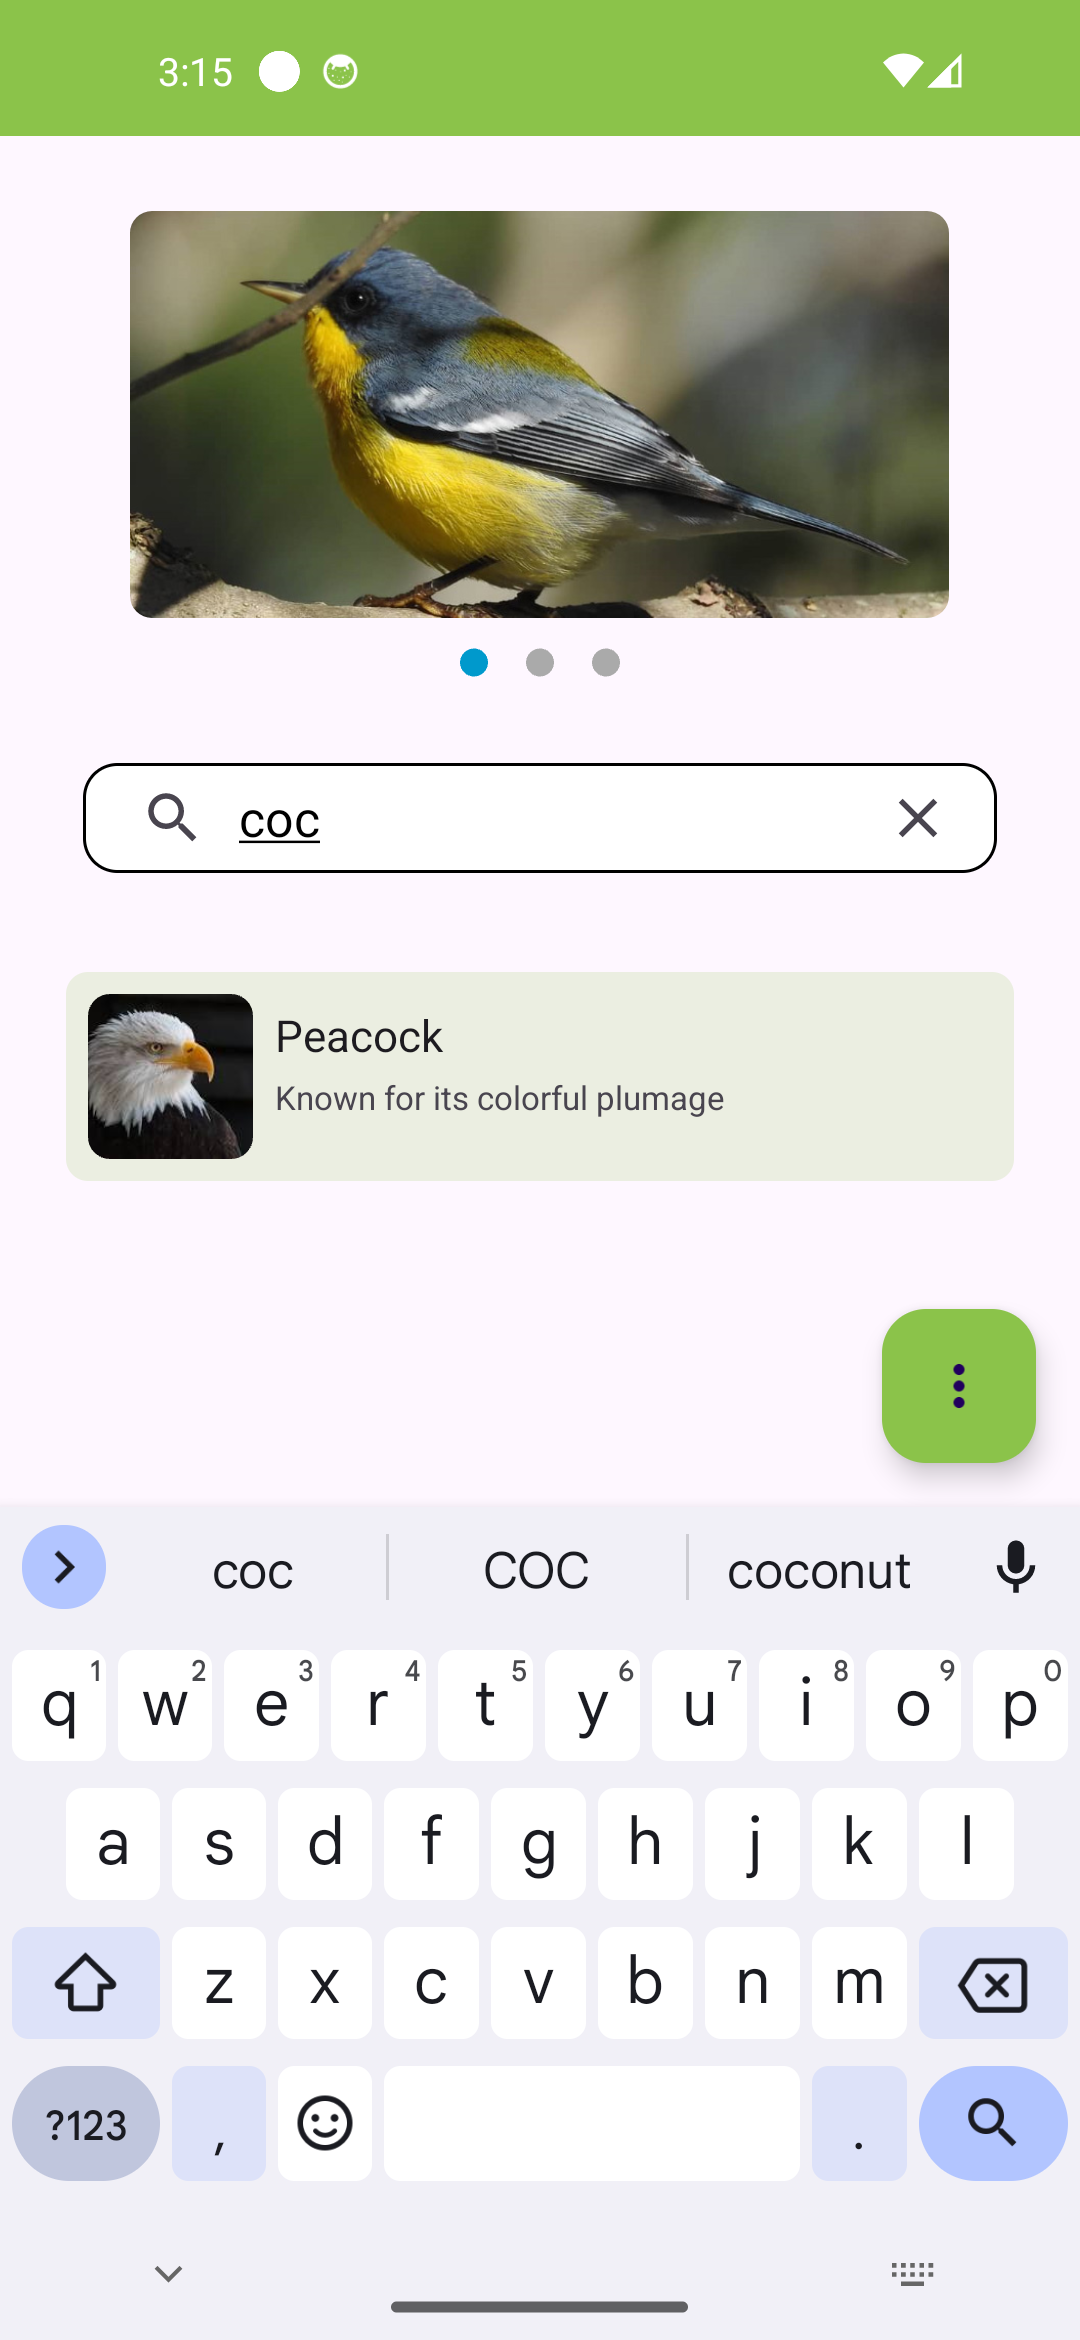 3:15
coc
Peacock
Known for its colorful plumage
coc COC coconut
q1 w2 e3 r4 t5 y6 u7 i8 o9 p0
a s d f g h j k l
z x c v b n m
?123 , .